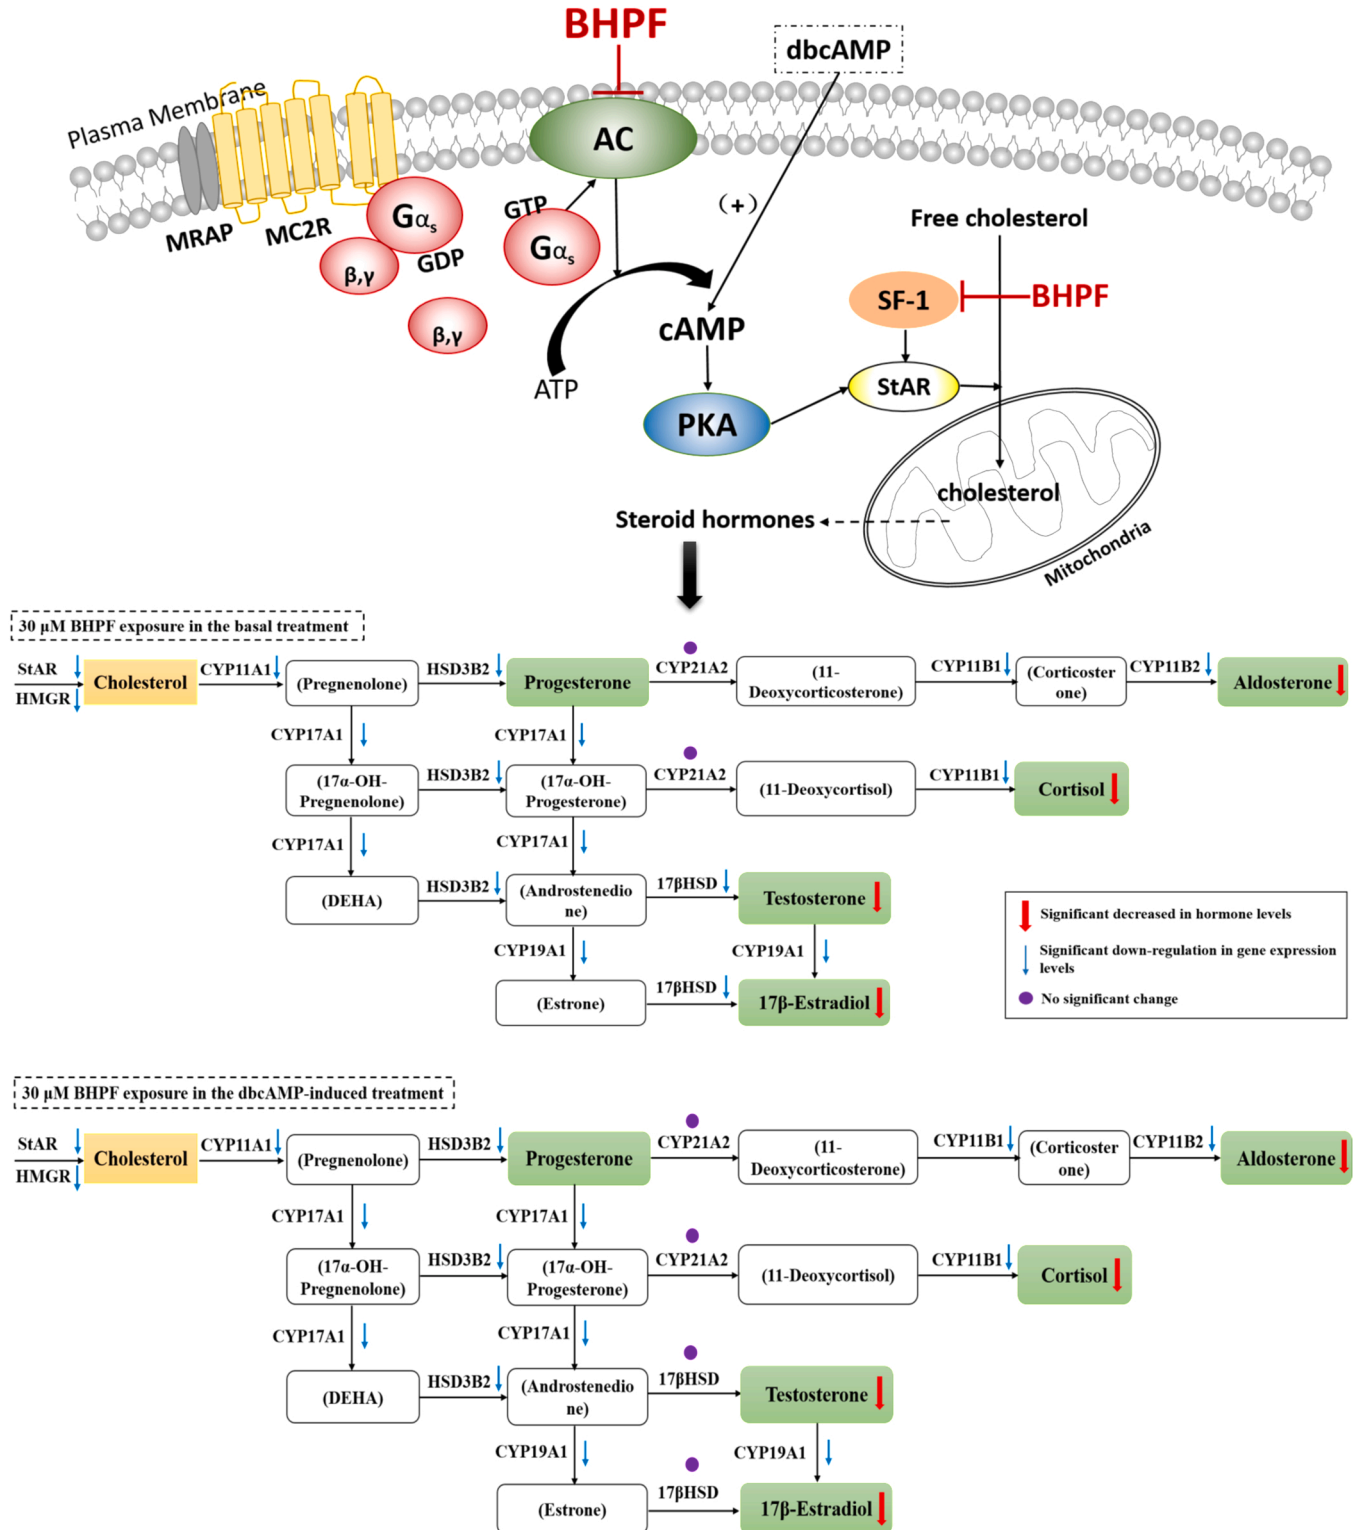 BHPF
dbcAMP
Plasma Membrane
AC
(+)
GTP
Gαs
Gαs
MRAP
MC2R
GDP
β,γ
β,γ
Free cholesterol
SF-1
BHPF
cAMP
ATP
StAR
PKA
cholesterol
Steroid hormones
Mitochondria
30 μM BHPF exposure in the basal treatment
StAR
HMGR
Cholesterol
CYP11A1
(Pregnenolone)
HSD3B2
Progesterone
CYP21A2
(11-
Deoxycorticosterone)
CYP11B1
(Corticoster
one)
CYP11B2
Aldosterone
CYP17A1
CYP17A1
(17α-OH-
Pregnenolone)
HSD3B2
(17α-OH-
Progesterone)
CYP21A2
(11-Deoxycortisol)
CYP11B1
Cortisol
CYP17A1
CYP17A1
(DEHA)
HSD3B2
(Androstenedio
ne)
17βHSD
Testosterone
CYP19A1
CYP19A1
(Estrone)
17βHSD
17β-Estradiol
Significant decreased in hormone levels
Significant down-regulation in gene expression
levels
No significant change
30 μM BHPF exposure in the dbcAMP-induced treatment
StAR
HMGR
Cholesterol
CYP11A1
(Pregnenolone)
HSD3B2
Progesterone
CYP21A2
(11-
Deoxycorticosterone)
CYP11B1
(Corticoster
one)
CYP11B2
Aldosterone
CYP17A1
CYP17A1
(17α-OH-
Pregnenolone)
HSD3B2
(17α-OH-
Progesterone)
CYP21A2
(11-Deoxycortisol)
CYP11B1
Cortisol
CYP17A1
CYP17A1
(DEHA)
HSD3B2
(Androstenedio
ne)
17βHSD
Testosterone
CYP19A1
CYP19A1
(Estrone)
17βHSD
17β-Estradiol